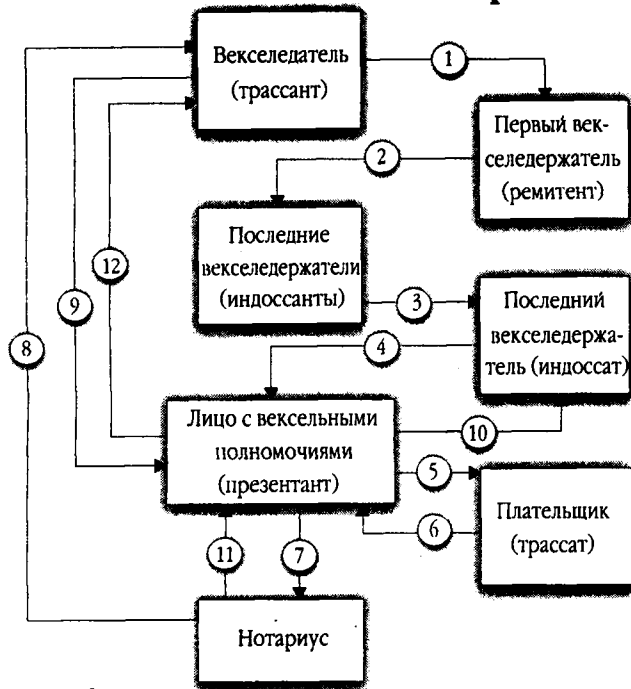 Векселедатель
(трассант)
1
Первый век-
селедержатель
(ремитент)
2
Последние
векселедержатели
(индоссанты)
12
9
3
Последний
векселедержа-
тель (индоссат)
8
4
Лицо с вексельными
полномочиями
(презентант)
10
5
Плательщик
(трассат)
6
11
7
Нотариус